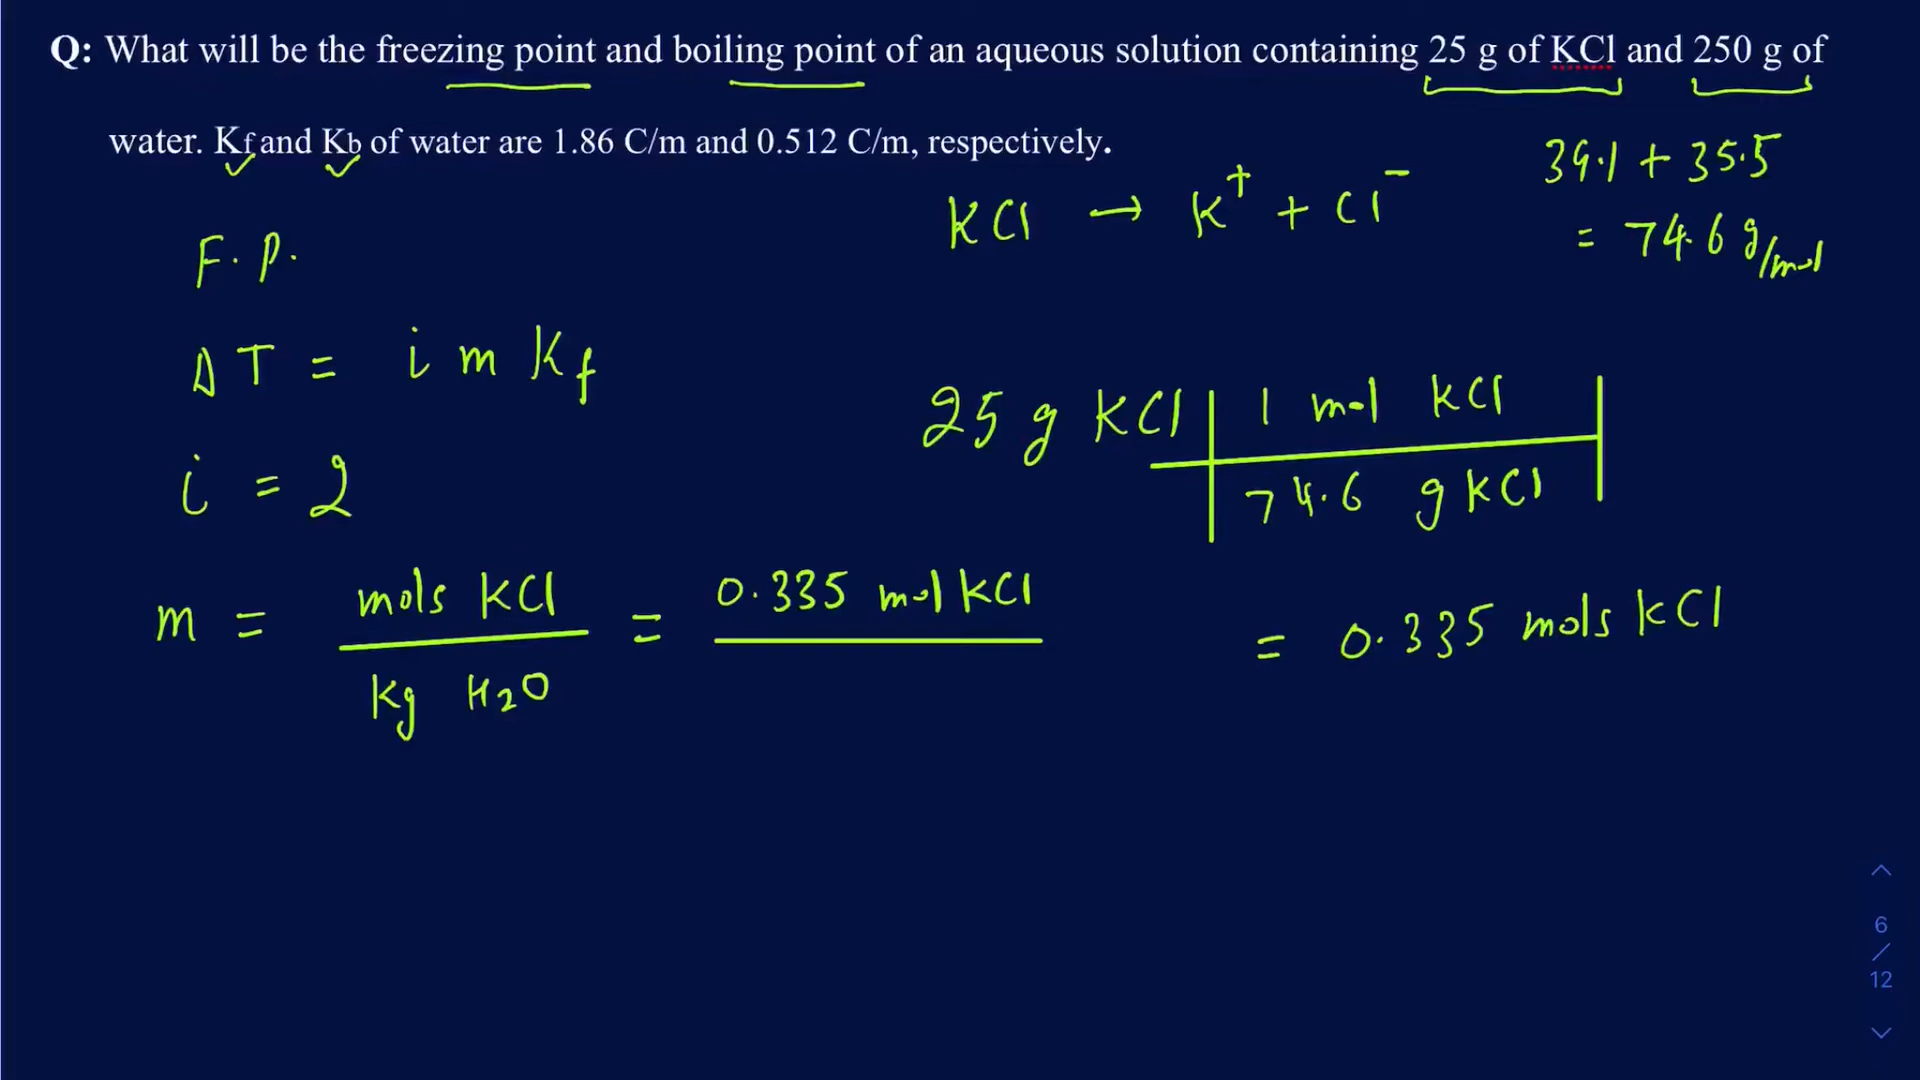 Q: What will be the freezing point and boiling point of an aqueous solution containing 25 g of KCl and 250 g of
water. Kf and Kb of water are 1.86 C/m and 0.512 C/m, respectively.
39.1 + 35.5
= 74.6 g/mol
KCl → K⁺ + Cl⁻
F.P.
ΔT = i m Kf
25 g KCl | 1 mol KCl
74.6 g KCl
i = 2
m = mols KCl = 0.335 mol KCl
kg H2O
= 0.335 mols KCl
6
/
12